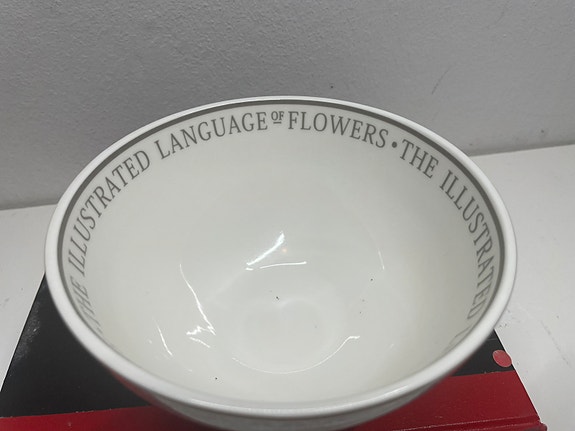 THE ILLUSTRATED LANGUAGE OF FLOWERS • THE ILLUSTRATED